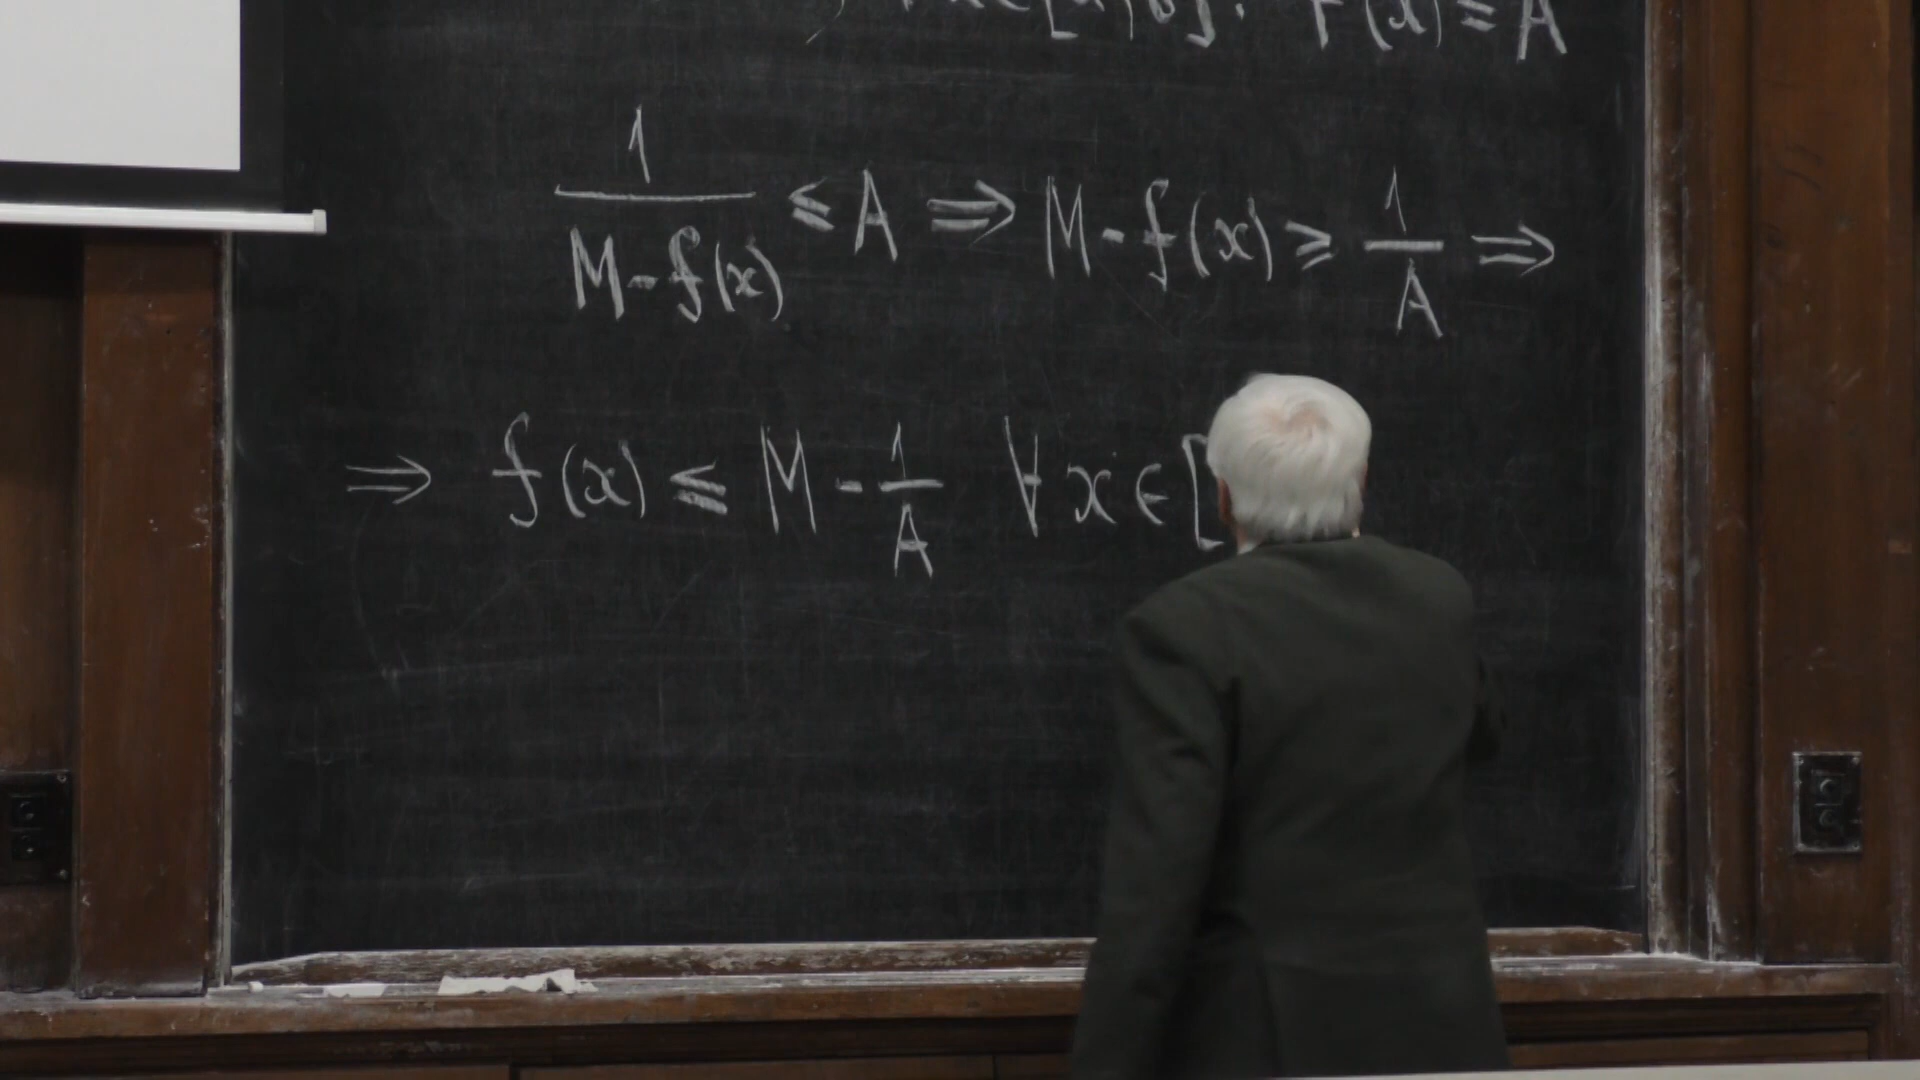 ∀x∈[a,b]: F(x)≤A
1/(M-f(x)) ≤ A ⇒ M-f(x) ≥ 1/A ⇒
⇒ f(x) ≤ M - 1/A ∀x∈[